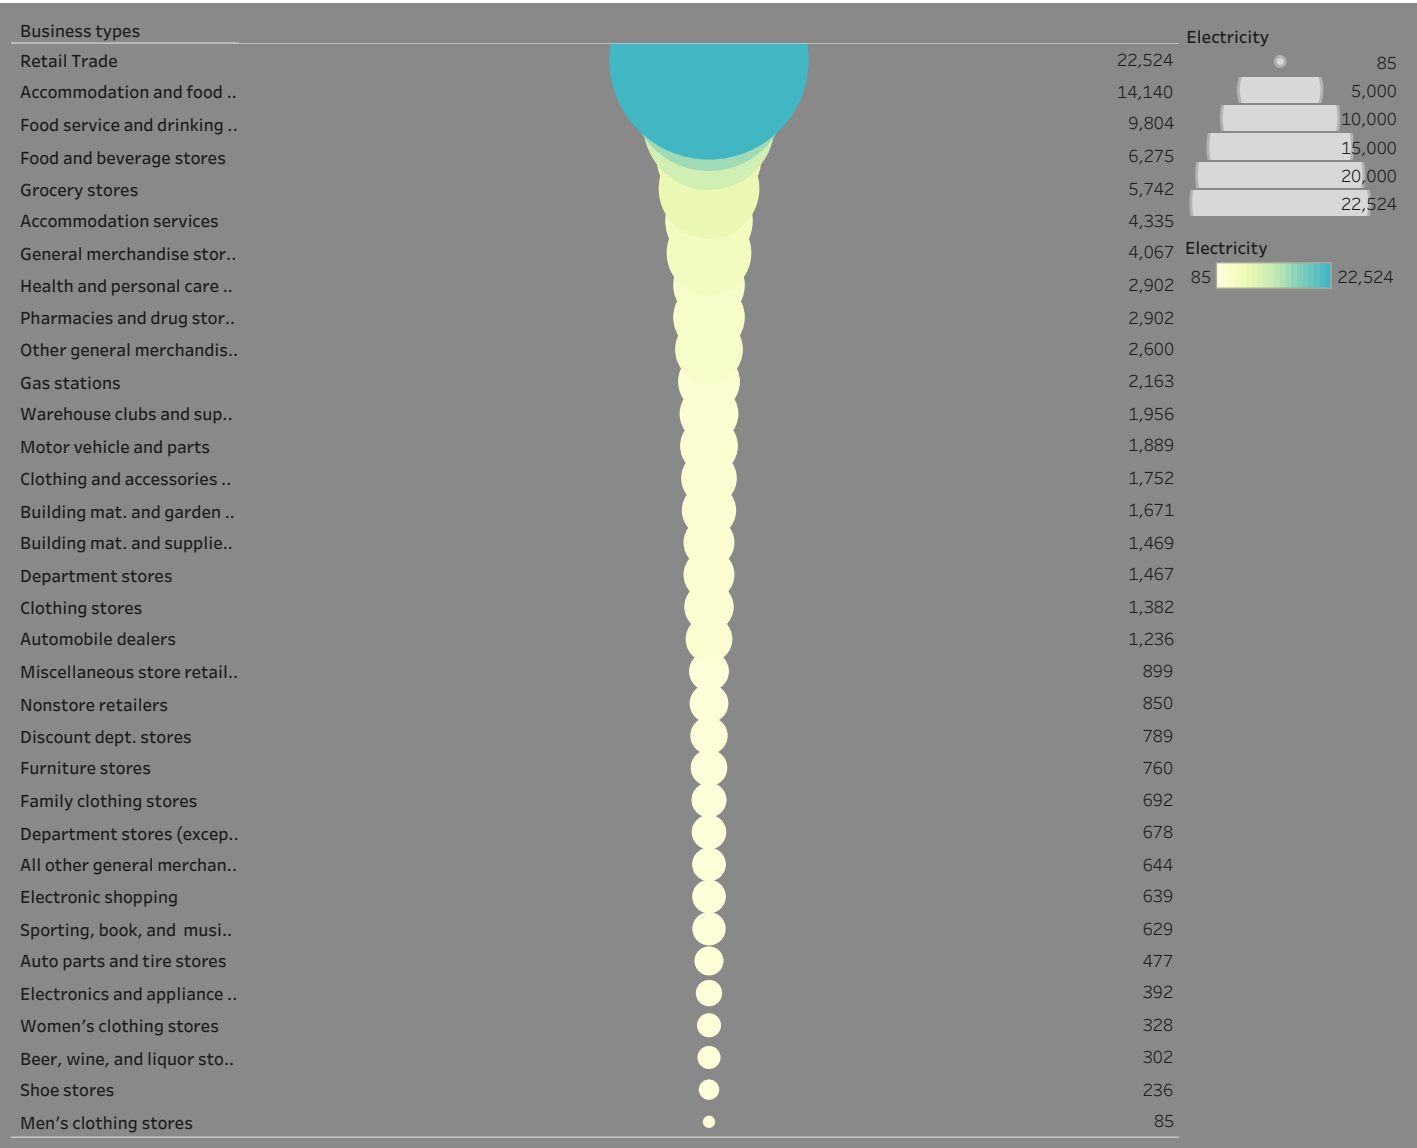 Business types
Retail Trade 22,524
Accommodation and food .. 14,140
Food service and drinking .. 9,804
Food and beverage stores 6,275
Grocery stores 5,742
Accommodation services 4,335
General merchandise stor.. 4,067
Health and personal care .. 2,902
Pharmacies and drug stor.. 2,902
Other general merchandis.. 2,600
Gas stations 2,163
Warehouse clubs and sup.. 1,956
Motor vehicle and parts 1,889
Clothing and accessories .. 1,752
Building mat. and garden .. 1,671
Building mat. and supplie.. 1,469
Department stores 1,467
Clothing stores 1,382
Automobile dealers 1,236
Miscellaneous store retail.. 899
Nonstore retailers 850
Discount dept. stores 789
Furniture stores 760
Family clothing stores 692
Department stores (excep.. 678
All other general merchan.. 644
Electronic shopping 639
Sporting, book, and  musi.. 629
Auto parts and tire stores 477
Electronics and appliance .. 392
Women's clothing stores 328
Beer, wine, and liquor sto.. 302
Shoe stores 236
Men's clothing stores 85
Electricity
85
5,000
10,000
15,000
20,000
22,524
Electricity
85 22,524